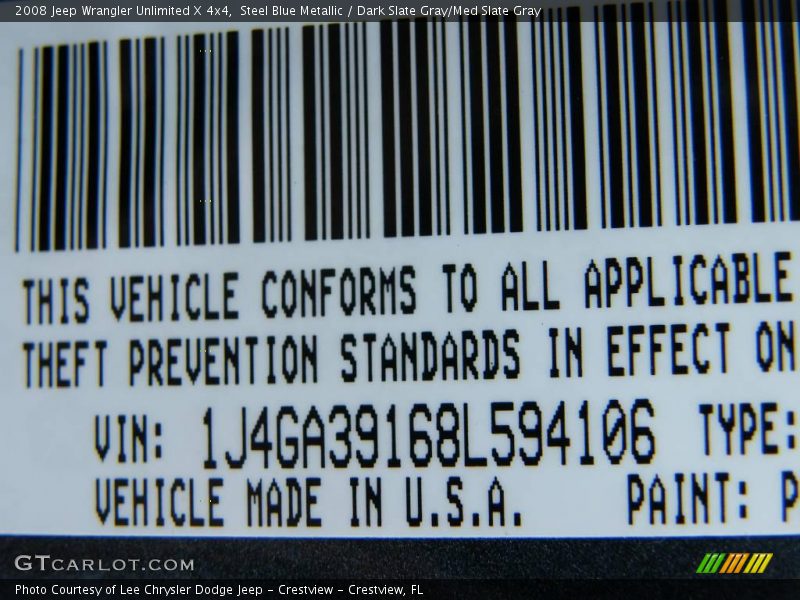 2008 Jeep Wrangler Unlimited X 4x4, Steel Blue Metallic / Dark Slate Gray/Med Slate Gray
THIS VEHICLE CONFORMS TO ALL APPLICABLE
THEFT PREVENTION STANDARDS IN EFFECT ON
VIN: 1J4GA39168L594106 TYPE:
VEHICLE MADE IN U.S.A. PAINT: P
GTCARLOT.COM
Photo Courtesy of Lee Chrysler Dodge Jeep – Crestview – Crestview, FL